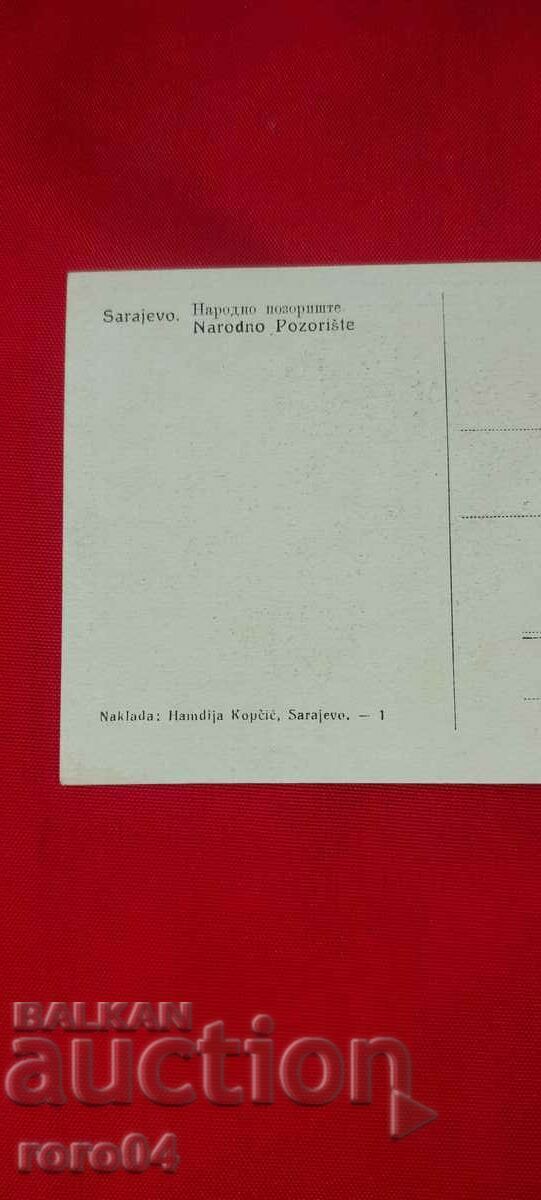 Sarajevo. Народно позориште
Narodno Pozorište
Naklada: Hamdija Kopčić, Sarajevo. — 1
BALKAN
auction
roro04